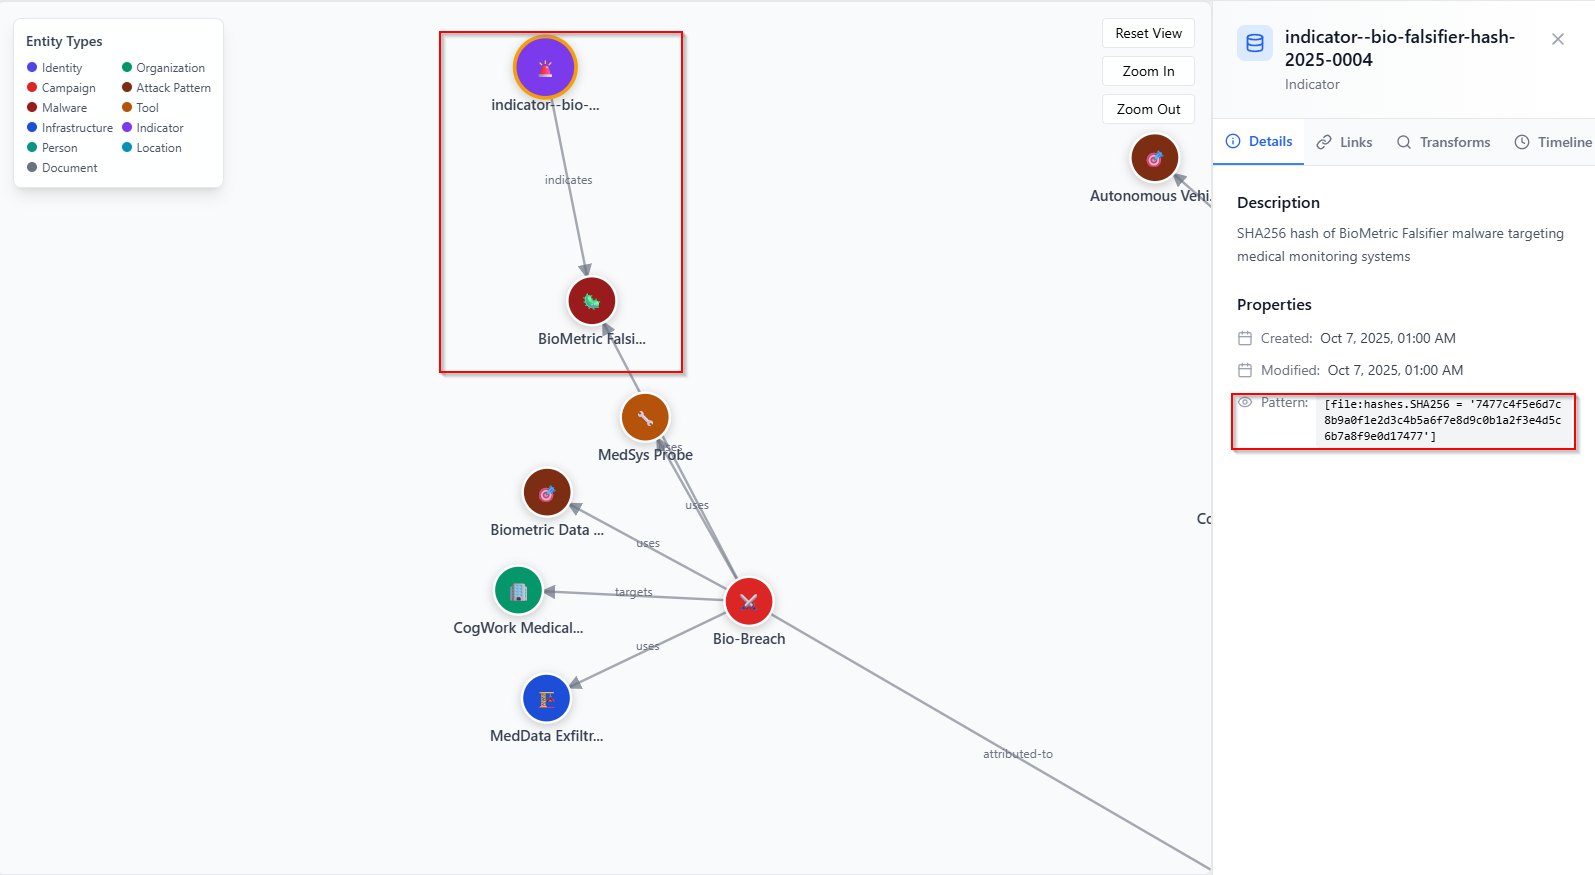 Entity Types
Identity
Organization
Campaign
Attack Pattern
Malware
Tool
Infrastructure
Indicator
Person
Location
Document
indicator--bio-...
indicates
BioMetric Falsi...
uses
MedSys Probe
uses
Biometric Data ...
uses
targets
CogWork Medical...
uses
Bio-Breach
MedData Exfiltr...
attributed-to
Reset View
Zoom In
Zoom Out
Autonomous Vehi.
Co
indicator--bio-falsifier-hash-
2025-0004
Indicator
Details
Links
Transforms
Timeline
Description
SHA256 hash of BioMetric Falsifier malware targeting
medical monitoring systems
Properties
Created: Oct 7, 2025, 01:00 AM
Modified: Oct 7, 2025, 01:00 AM
Pattern: [file:hashes.SHA256 = '7477c4f5e6d7c
8b9a0f1e2d3c4b5a6f7e8d9c0b1a2f3e4d5c
6b7a8f9e0d17477']